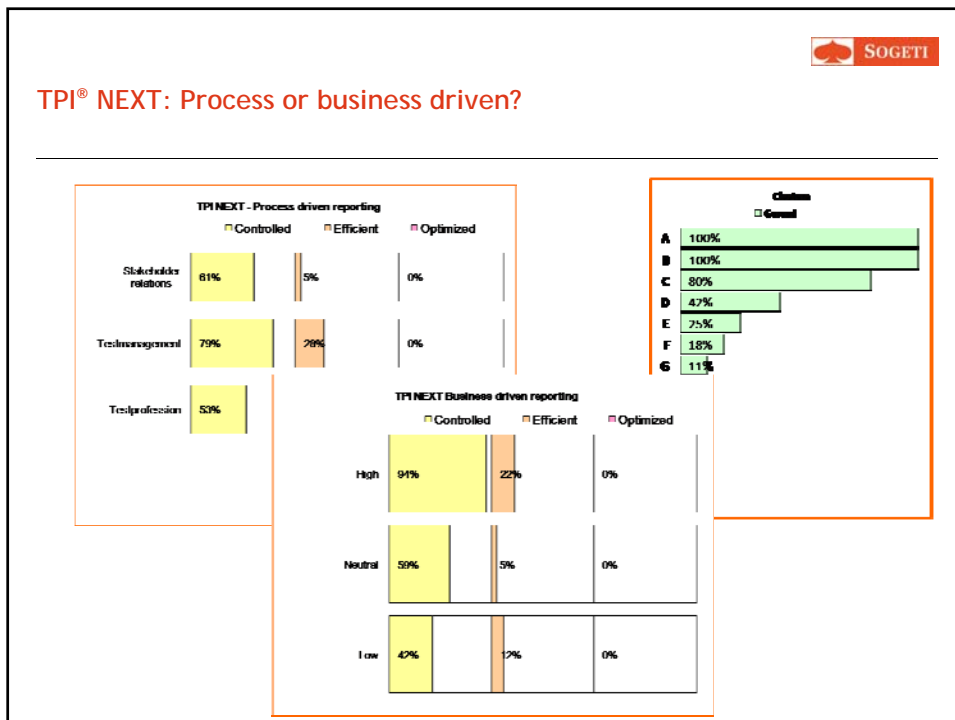 SOGETI
TPI® NEXT: Process or business driven?
TPI NEXT - Process driven reporting
Controlled Efficient Optimized
Stakeholder relations 61% 5% 0%
Testmanagement 79% 28% 0%
Testprofession 53%
Clusters
A 100%
B 100%
C 80%
D 42%
E 25%
F 18%
G 11%
TPI NEXT Business driven reporting
Controlled Efficient Optimized
High 94% 22% 0%
Neutral 59% 5% 0%
Low 42% 12% 0%